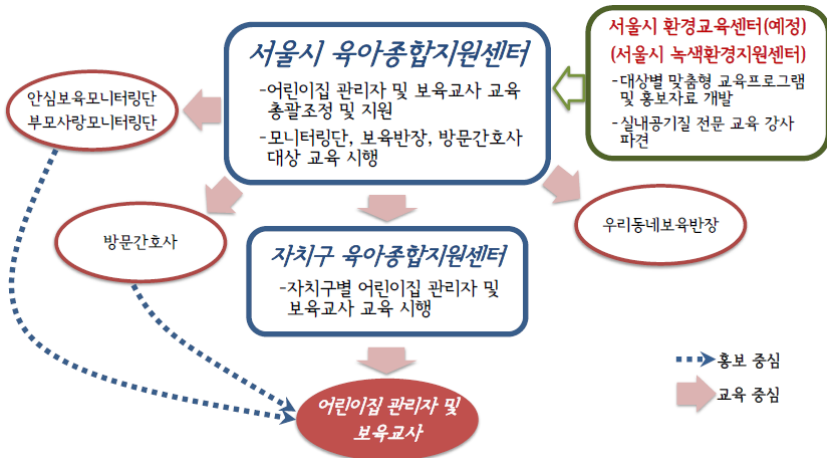 서울시 육아종합지원센터
-어린이집 관리자 및 보육교사 교육
총괄조정 및 지원
-모니터링단, 보육반장, 방문간호사
대상 교육 시행
서울시 환경교육센터(예정)
(서울시 녹색환경지원센터)
-대상별 맞춤형 교육프로그램
및 홍보자료 개발
-실내공기질 전문 교육 강사
파견
안심보육모니터링단
부모사랑모니터링단
방문간호사
우리동네보육반장
자치구 육아종합지원센터
-자치구별 어린이집 관리자 및
보육교사 교육 시행
어린이집 관리자 및
보육교사
홍보 중심
교육 중심